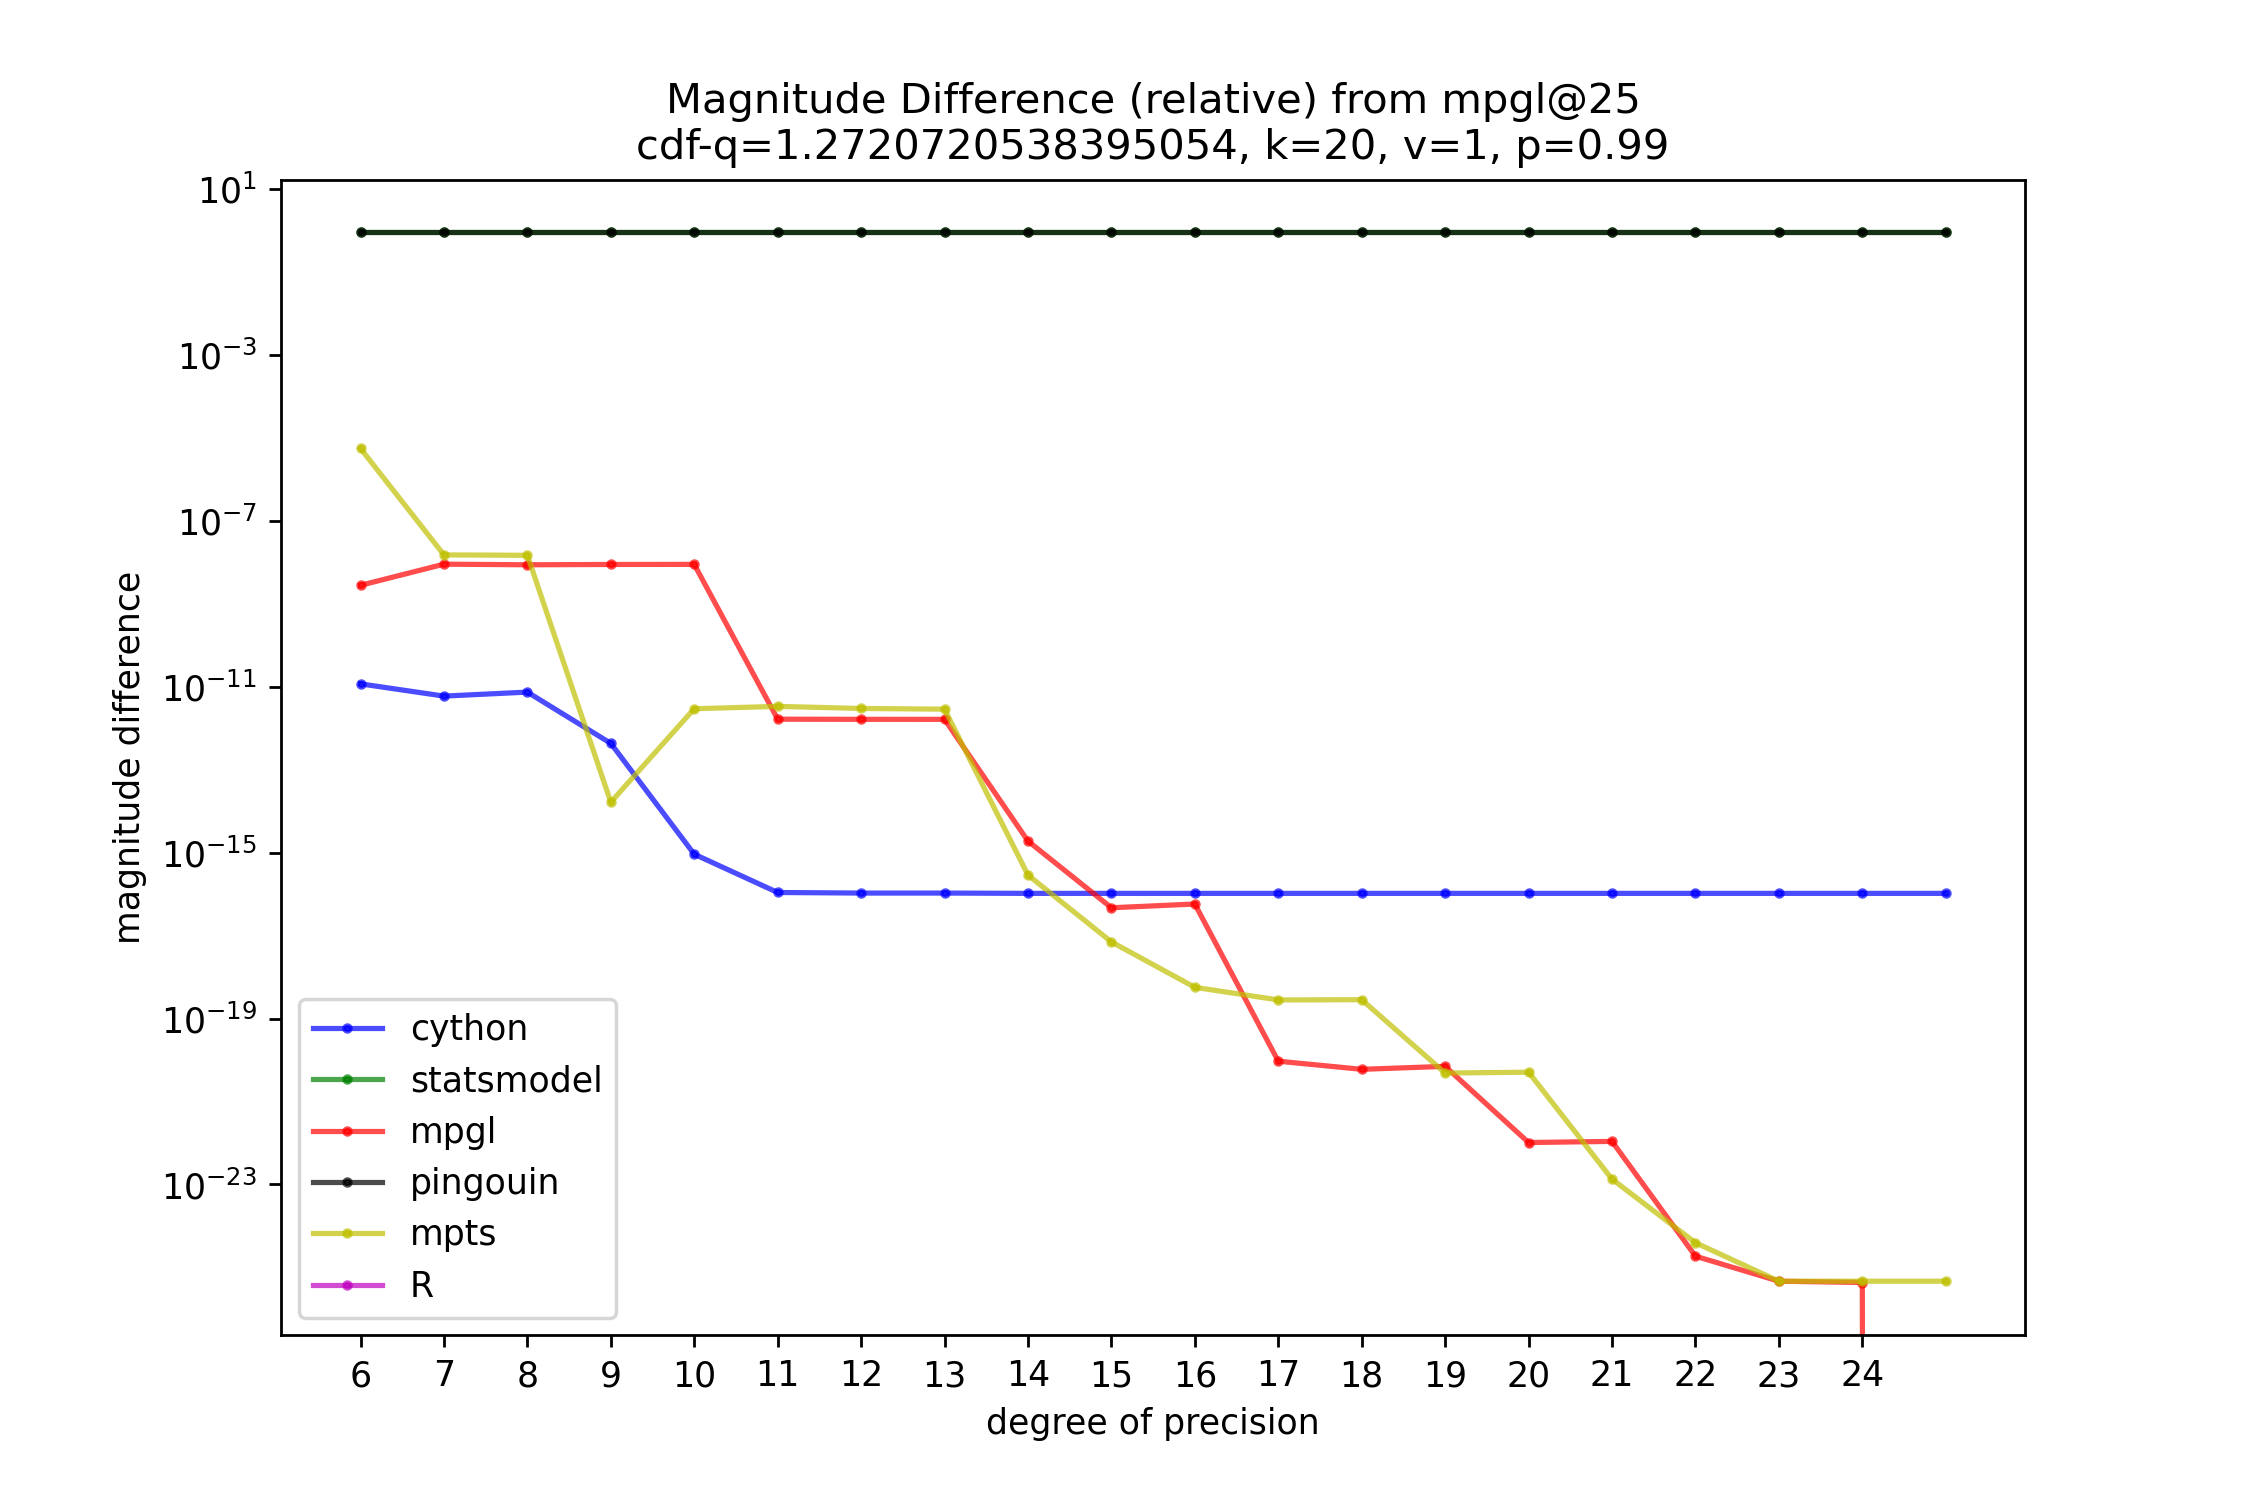 Magnitude Difference (relative) from mpgl@25
cdf-q=1.2720720538395054, k=20, v=1, p=0.99
magnitude difference
10¹
10⁻³
10⁻⁷
10⁻¹¹
10⁻¹⁵
10⁻¹⁹
10⁻²³
cython
statsmodel
mpgl
pingouin
mpts
R
6 7 8 9 10 11 12 13 14 15 16 17 18 19 20 21 22 23 24
degree of precision